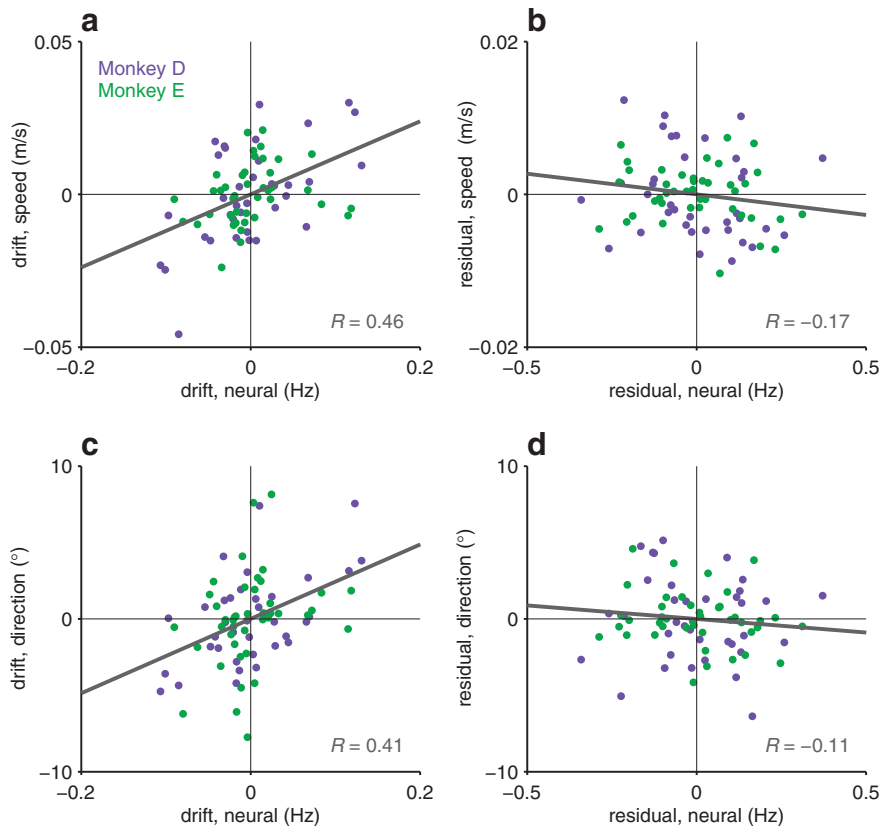 a
0.05
Monkey D
Monkey E
drift, speed (m/s)
0
R = 0.46
−0.05
−0.2
0
0.2
drift, neural (Hz)
b
0.02
residual, speed (m/s)
0
R = −0.17
−0.02
−0.5
0
0.5
residual, neural (Hz)
c
10
drift, direction (°)
0
R = 0.41
−10
−0.2
0
0.2
drift, neural (Hz)
d
10
residual, direction (°)
0
R = −0.11
−10
−0.5
0
0.5
residual, neural (Hz)